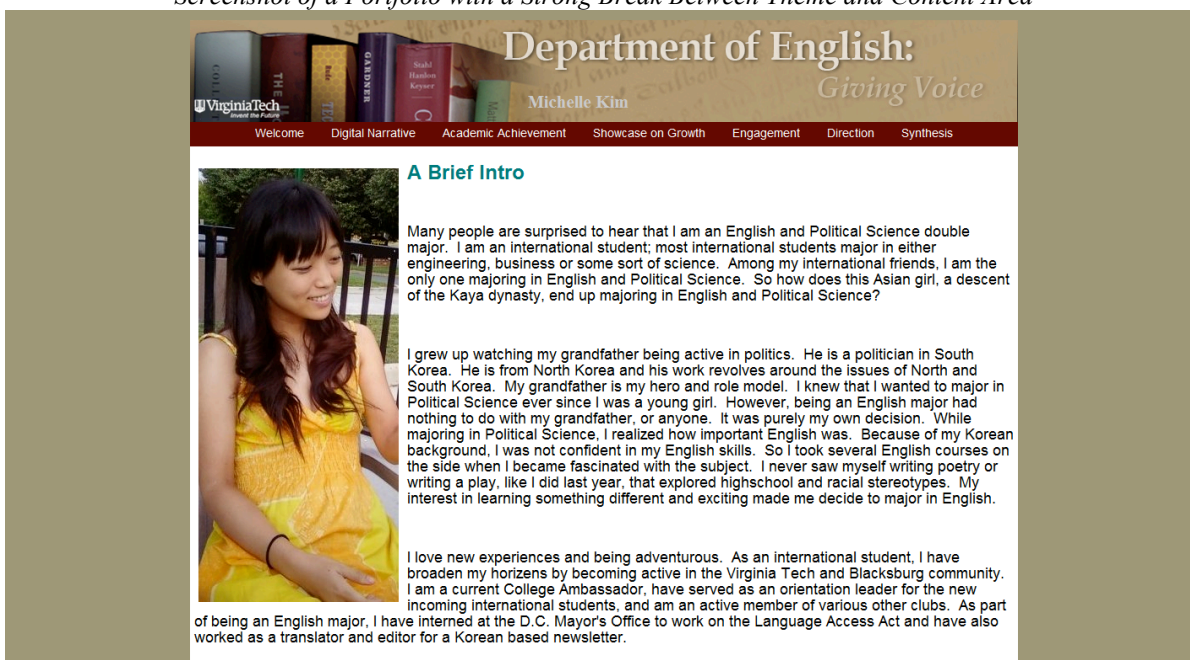 Screenshot of a Portfolio with a Strong Break Between Theme and Content Area
Department of English:
Giving Voice
Michelle Kim
COLL
THE
Rule
TEC
GARDNER
Stahl
Hanlon
Keyser
VirginiaTech
Invent the Future
Welcome Digital Narrative Academic Achievement Showcase on Growth Engagement Direction Synthesis
A Brief Intro
Many people are surprised to hear that I am an English and Political Science double
major.  I am an international student; most international students major in either
engineering, business or some sort of science.  Among my international friends, I am the
only one majoring in English and Political Science.  So how does this Asian girl, a descent
of the Kaya dynasty, end up majoring in English and Political Science?
I grew up watching my grandfather being active in politics.  He is a politician in South
Korea.  He is from North Korea and his work revolves around the issues of North and
South Korea.  My grandfather is my hero and role model.  I knew that I wanted to major in
Political Science ever since I was a young girl.  However, being an English major had
nothing to do with my grandfather, or anyone.  It was purely my own decision.  While
majoring in Political Science, I realized how important English was.  Because of my Korean
background, I was not confident in my English skills.  So I took several English courses on
the side when I became fascinated with the subject.  I never saw myself writing poetry or
writing a play, like I did last year, that explored highschool and racial stereotypes.  My
interest in learning something different and exciting made me decide to major in English.
I love new experiences and being adventurous.  As an international student, I have
broaden my horizens by becoming active in the Virginia Tech and Blacksburg community.
I am a current College Ambassador, have served as an orientation leader for the new
incoming international students, and am an active member of various other clubs.  As part
of being an English major, I have interned at the D.C. Mayor's Office to work on the Language Access Act and have also
worked as a translator and editor for a Korean based newsletter.